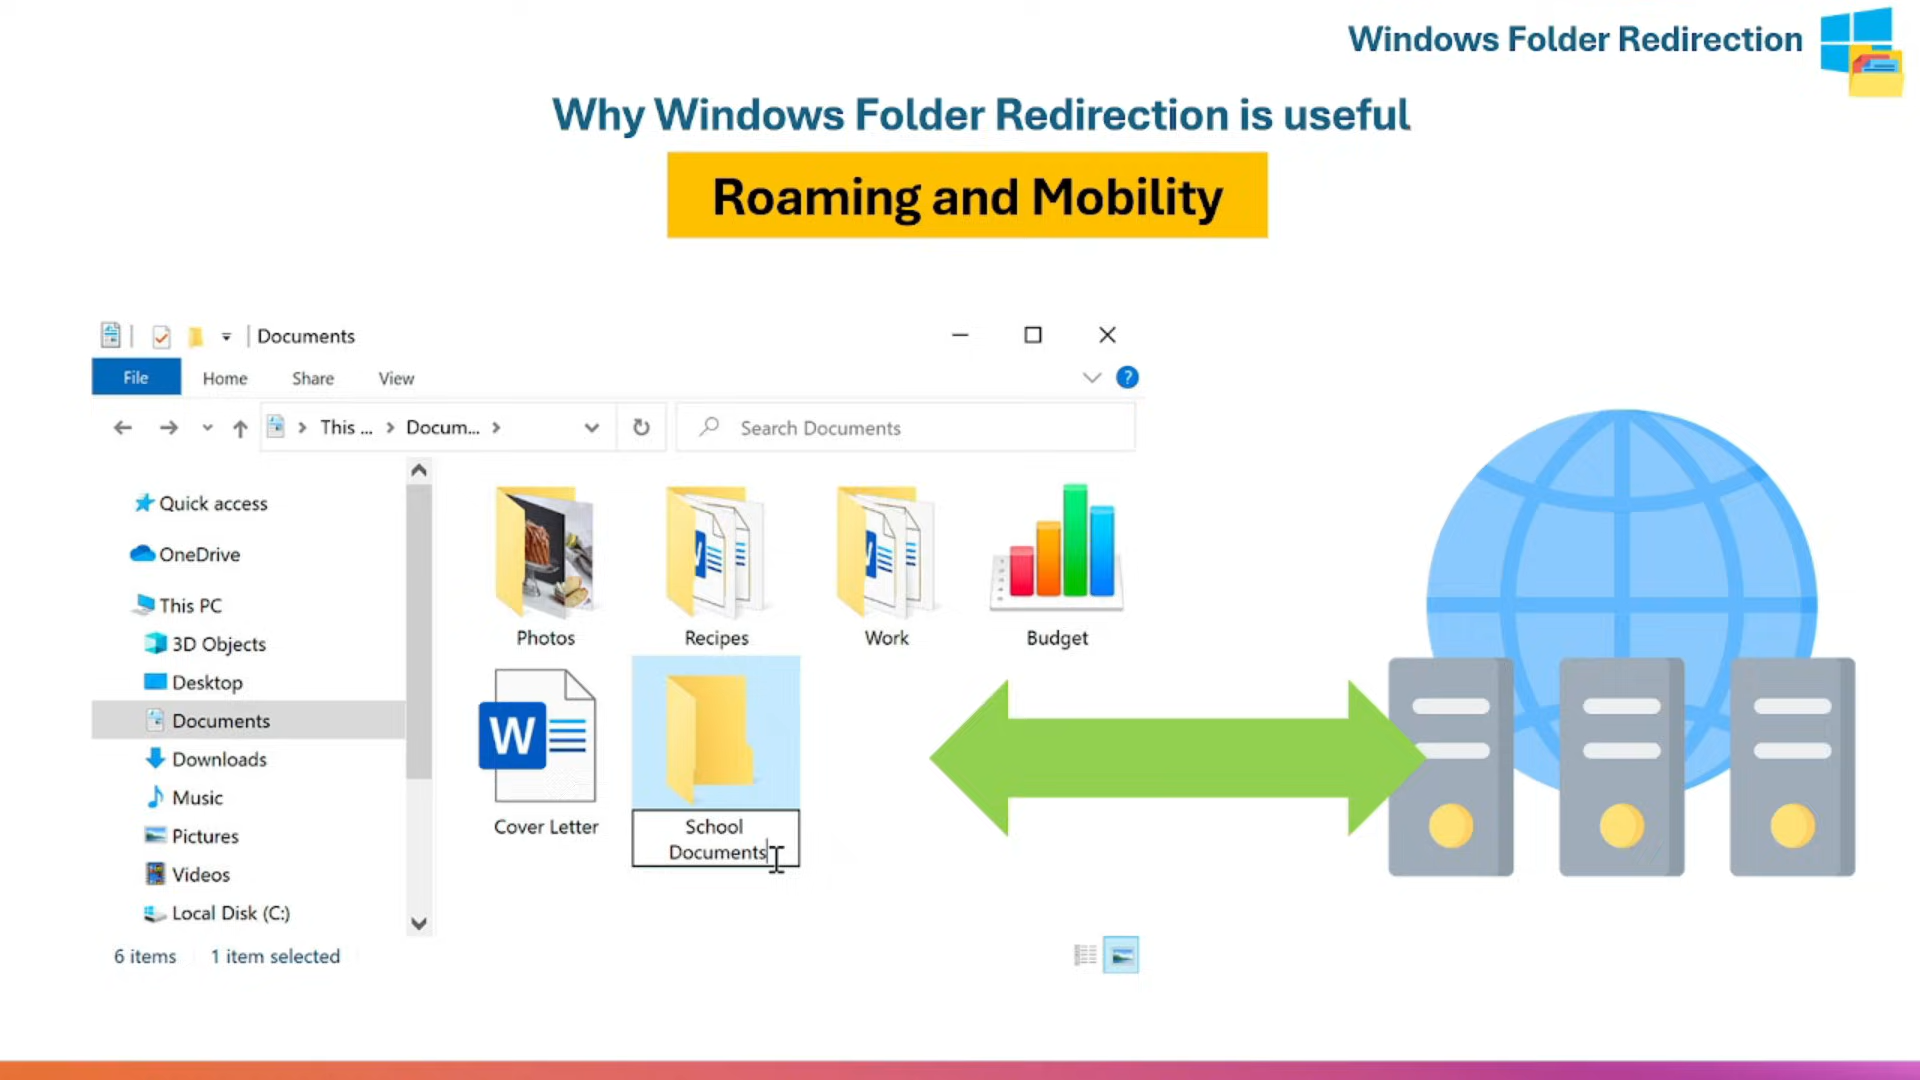 Windows Folder Redirection
Why Windows Folder Redirection is useful
Roaming and Mobility
Documents
File Home Share View ?
This ... Docum... Search Documents
Quick access
OneDrive
This PC
3D Objects
Desktop
Documents
Downloads
Music
Pictures
Videos
Local Disk (C:)
Photos Recipes Work Budget
W
Cover Letter
School
Documents
6 items 1 item selected